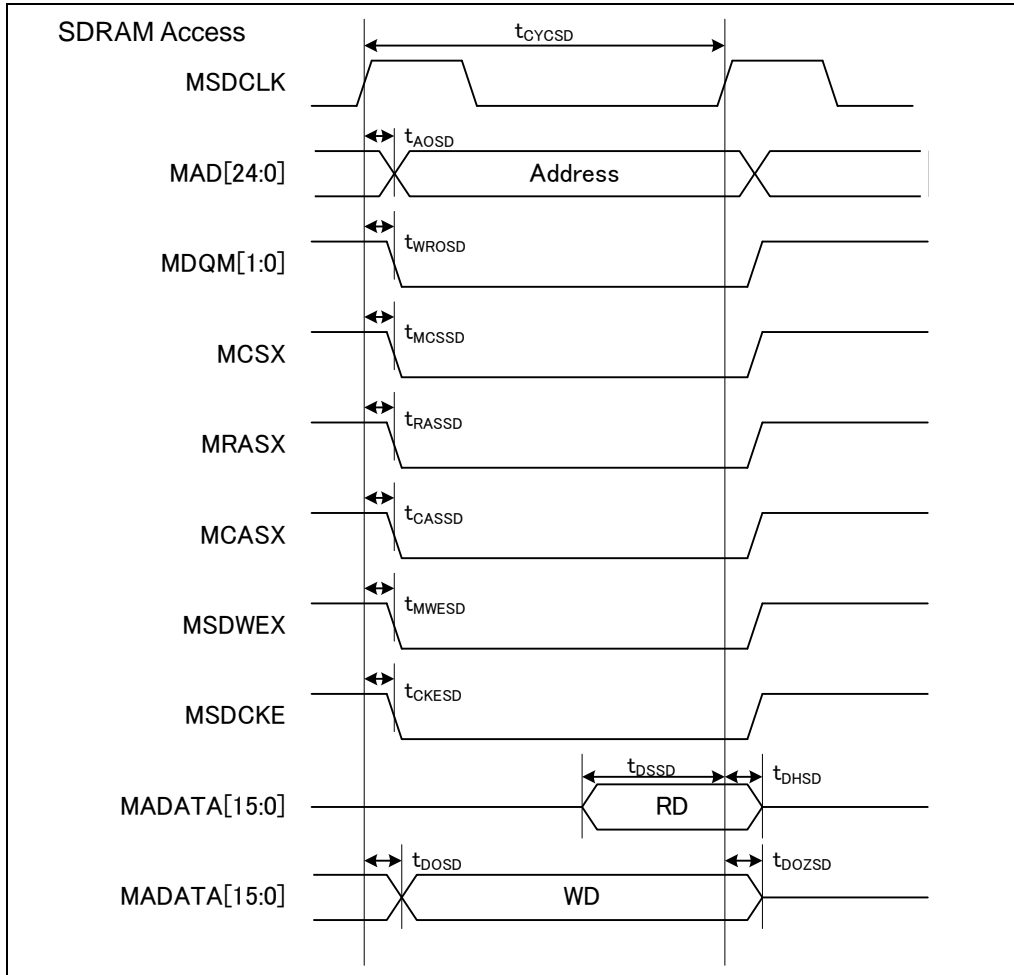 SDRAM Access
tCYCSD
MSDCLK
tAOSD
MAD[24:0]
Address
tWROSD
MDQM[1:0]
tMCSSD
MCSX
tRASSD
MRASX
tCASSD
MCASX
tMWESD
MSDWEX
tCKESD
MSDCKE
tDSSD
tDHSD
MADATA[15:0]
RD
tDOSD
tDOZSD
MADATA[15:0]
WD